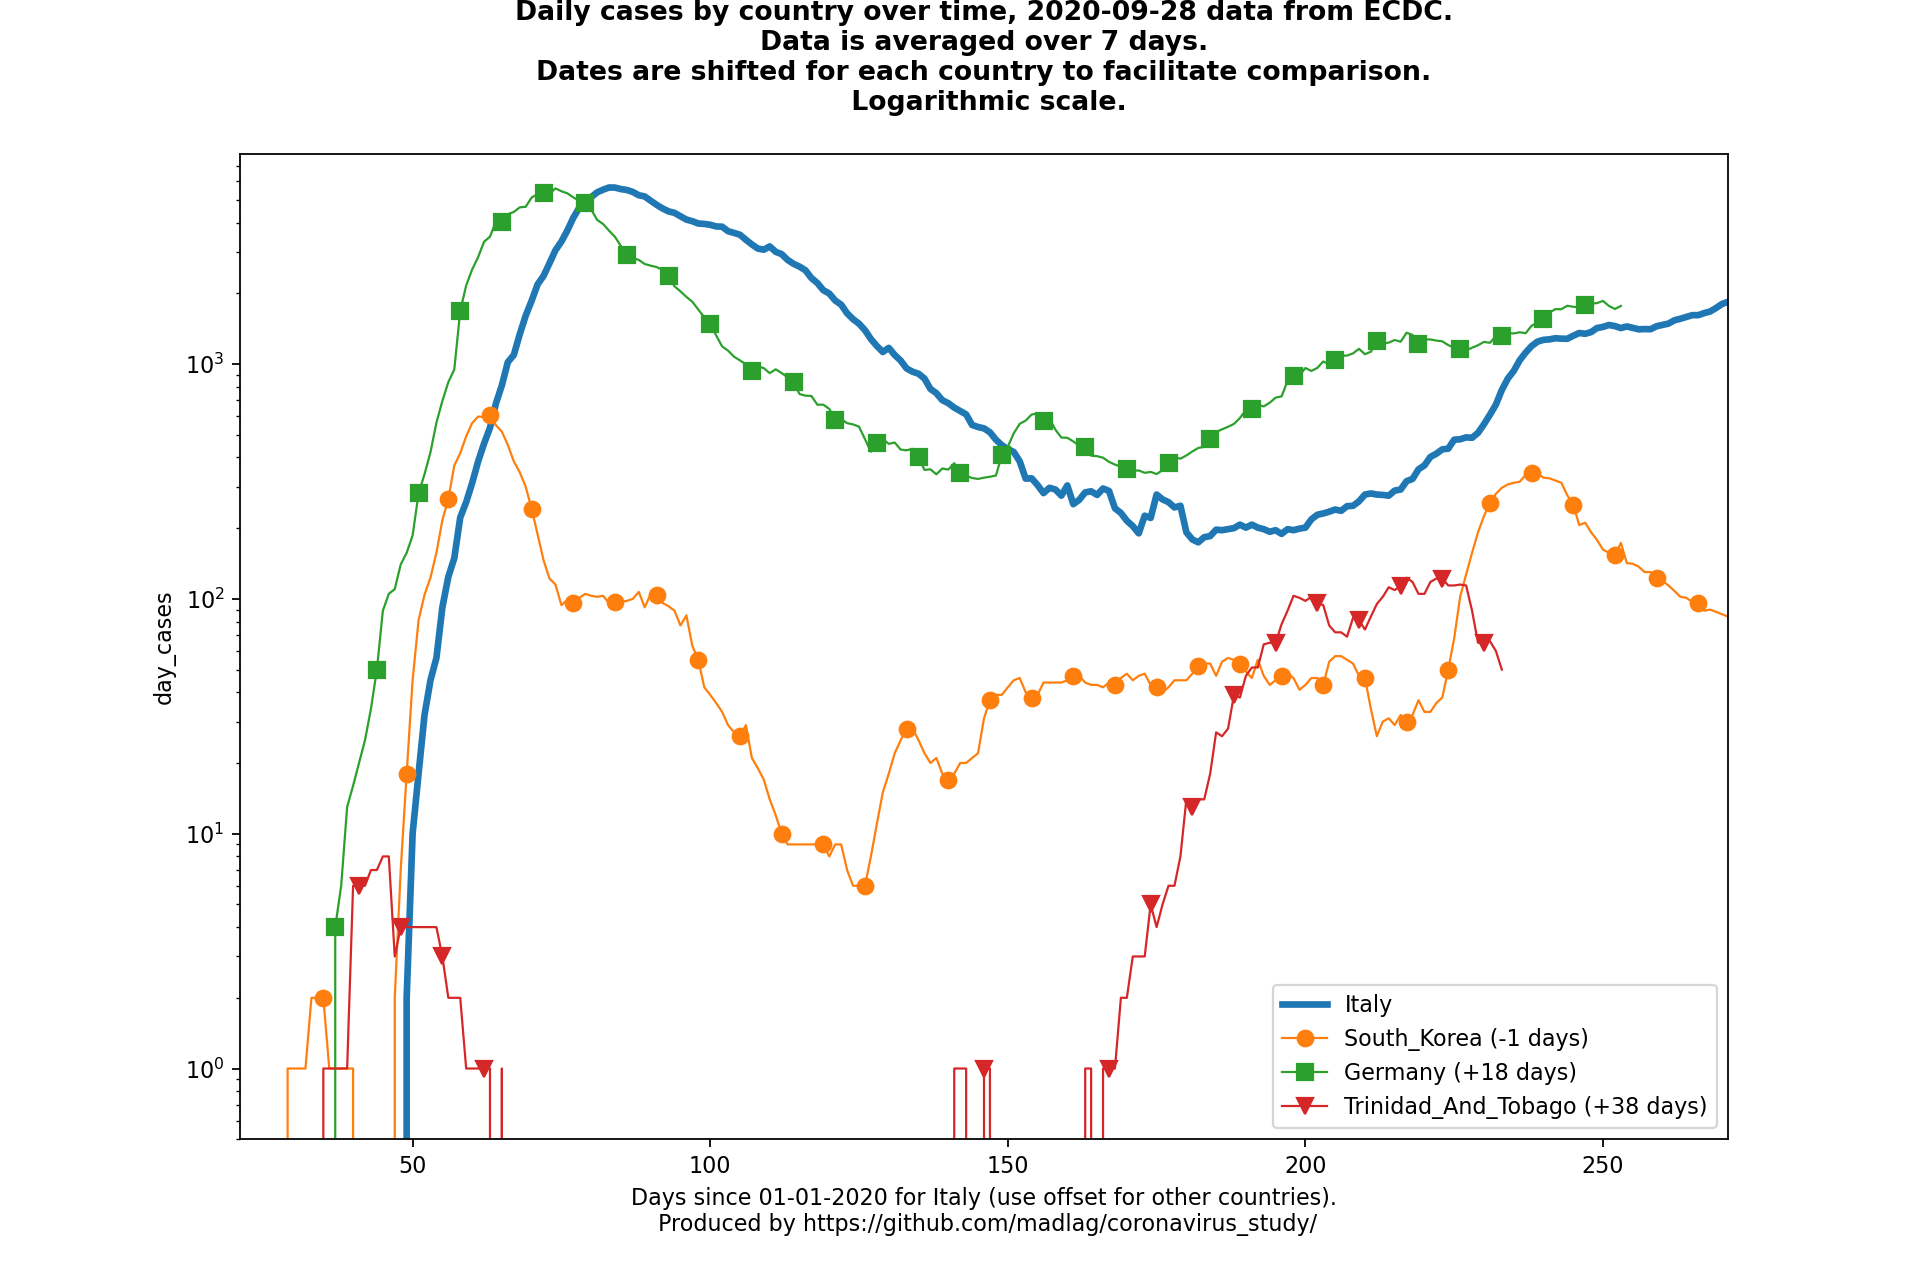 Daily cases by country over time, 2020-09-28 data from ECDC.
Data is averaged over 7 days.
Dates are shifted for each country to facilitate comparison.
Logarithmic scale.
day_cases
10³
10²
10¹
10⁰
50
100
150
200
250
Italy
South_Korea (-1 days)
Germany (+18 days)
Trinidad_And_Tobago (+38 days)
Days since 01-01-2020 for Italy (use offset for other countries).
Produced by https://github.com/madlag/coronavirus_study/